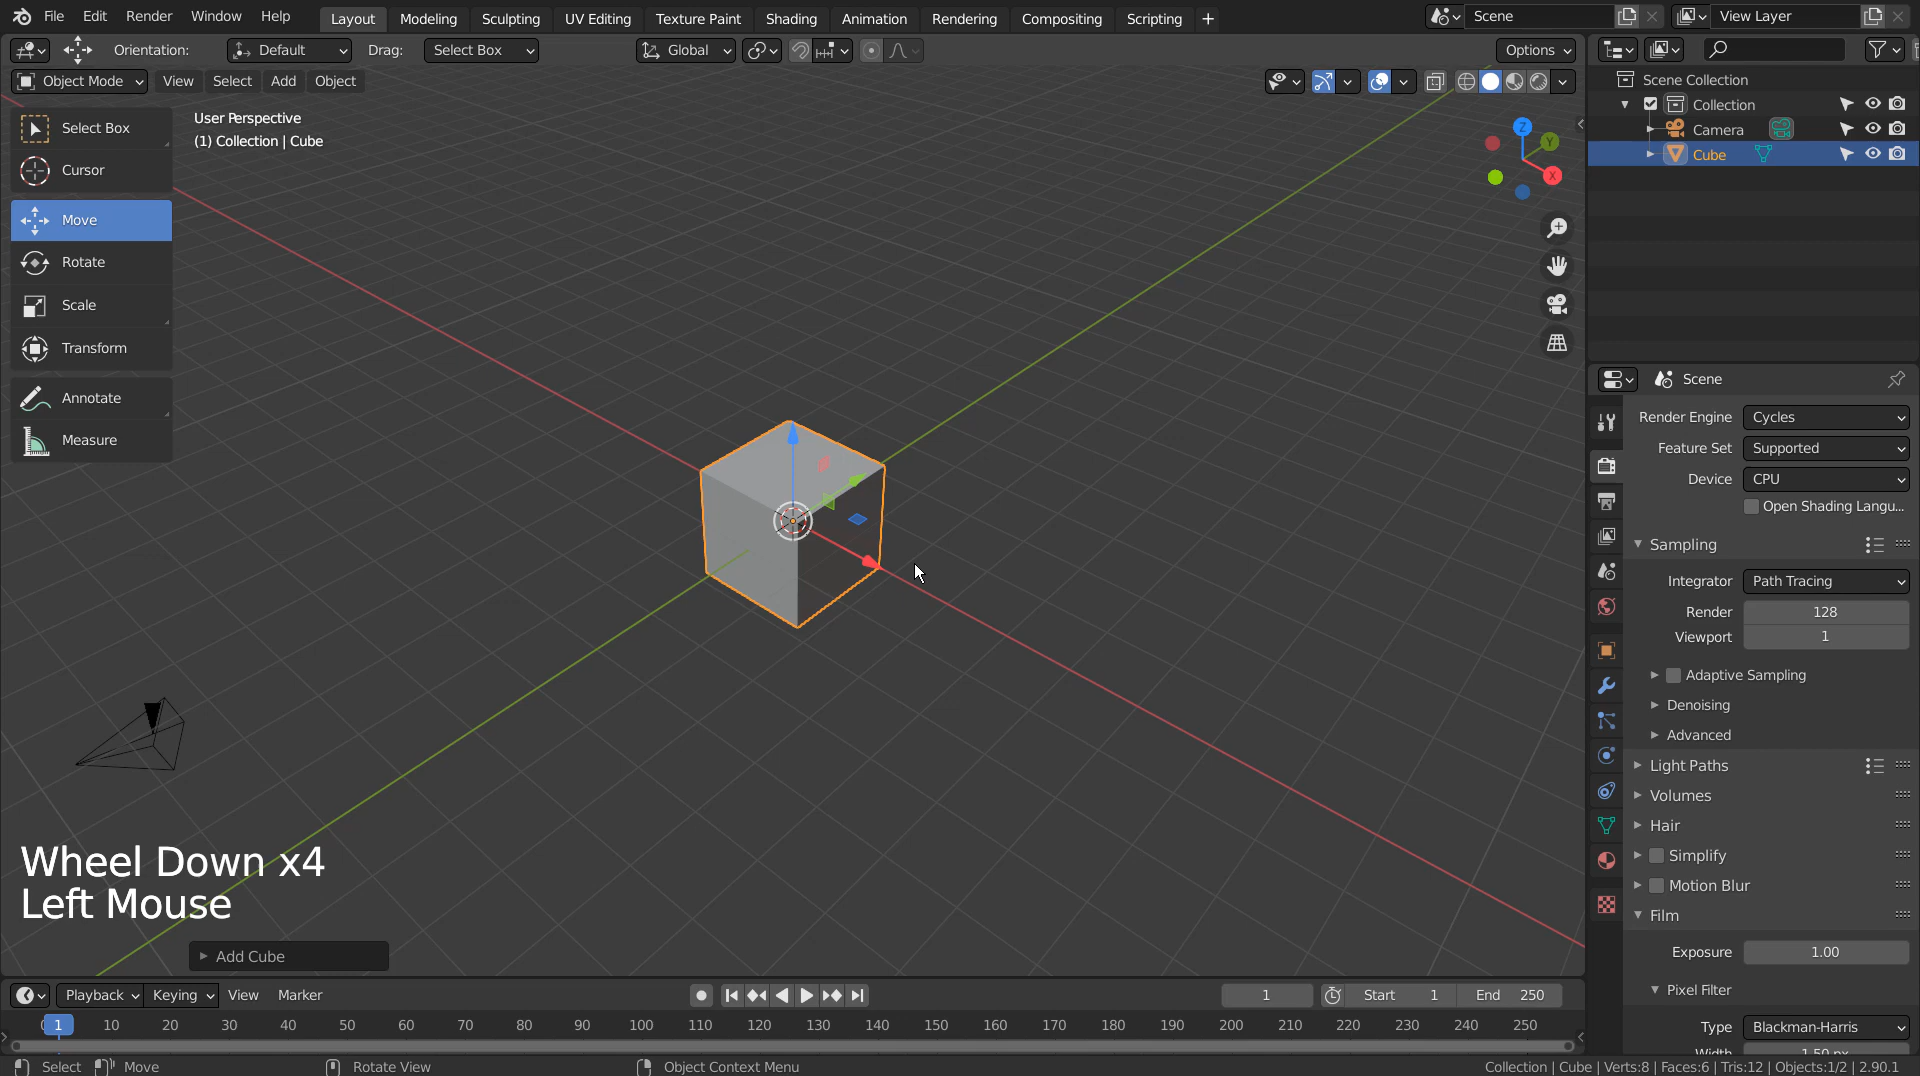 File Edit Render Window Help Layout Modeling Sculpting UV Editing Texture Paint Shading Animation Rendering Compositing Scripting + Scene View Layer
Orientation: Default Drag: Select Box Global Options
Object Mode View Select Add Object
User Perspective
(1) Collection | Cube
Select Box
Cursor
Move
Rotate
Scale
Transform
Annotate
Measure
Z
Y
X
Scene Collection
Collection
Camera
Cube
Scene
Render Engine Cycles
Feature Set Supported
Device CPU
Open Shading Langu...
Sampling
Integrator Path Tracing
Render 128
Viewport 1
Adaptive Sampling
Denoising
Advanced
Light Paths
Volumes
Hair
Simplify
Motion Blur
Film
Exposure 1.00
Pixel Filter
Type Blackman-Harris
Width 1.50 px
Wheel Down x4
Left Mouse
Add Cube
Playback Keying View Marker 1 Start 1 End 250
1 10 20 30 40 50 60 70 80 90 100 110 120 130 140 150 160 170 180 190 200 210 220 230 240 250
Select Move Rotate View Object Context Menu Collection | Cube | Verts:8 | Faces:6 | Tris:12 | Objects:1/2 | 2.90.1